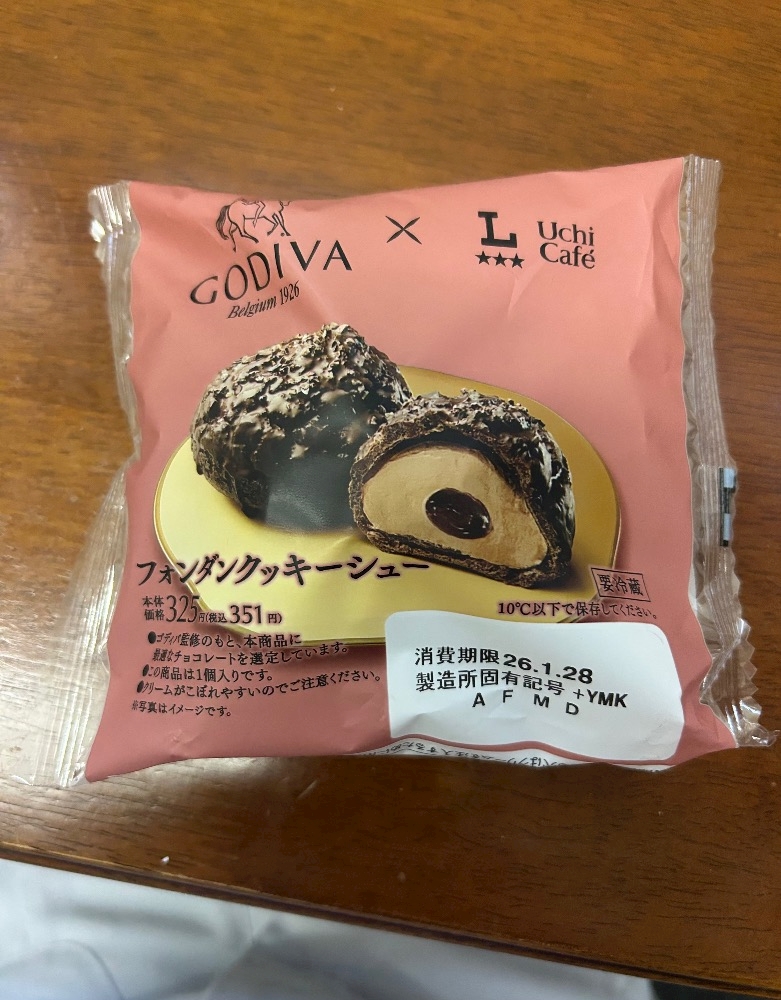 GODIVA
Belgium 1926
×
L
★★★
Uchi
Café
フォンダンクッキーシュー
本体
価格325円(税込351円)
要冷蔵
10℃以下で保存してください。
●ゴディバ監修のもと、本商品に
最適なチョコレートを選定しています。
●この商品は1個入りです。
●クリームがこぼれやすいのでご注意ください。
※写真はイメージです。
消費期限 26.1.28
製造所固有記号 +YMK
A F M D